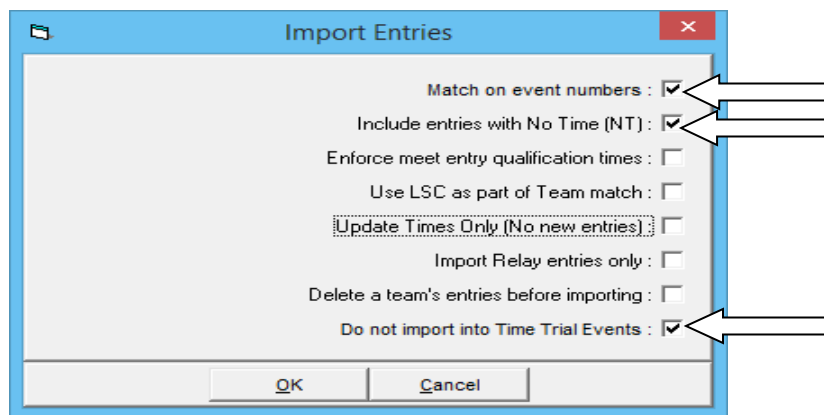 Import Entries
Match on event numbers :
Include entries with No Time (NT) :
Enforce meet entry qualification times :
Use LSC as part of Team match :
Update Times Only (No new entries) :
Import Relay entries only :
Delete a team's entries before importing :
Do not import into Time Trial Events :
OK Cancel